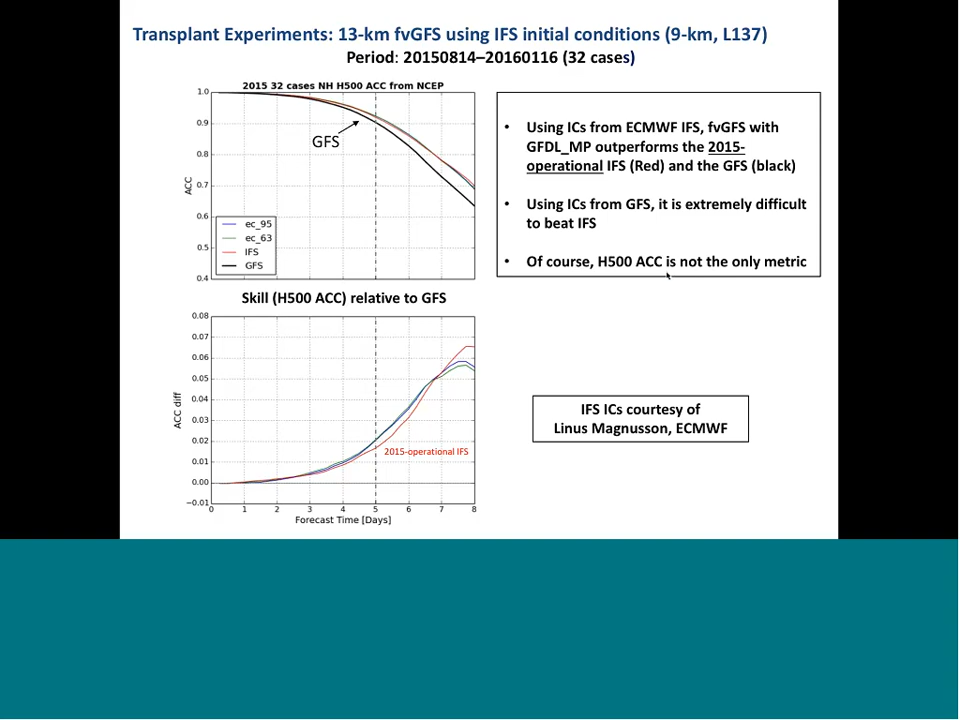 Transplant Experiments: 13-km fvGFS using IFS initial conditions (9-km, L137)
Period: 20150814–20160116 (32 cases)
2015 32 cases NH H500 ACC from NCEP
1.0
0.9
0.8
0.7
0.6
0.5
0.4
ACC
GFS
ec_95
ec_63
IFS
GFS
• Using ICs from ECMWF IFS, fvGFS with
GFDL_MP outperforms the 2015-
operational IFS (Red) and the GFS (black)
• Using ICs from GFS, it is extremely difficult
to beat IFS
• Of course, H500 ACC is not the only metric
Skill (H500 ACC) relative to GFS
0.08
0.07
0.06
0.05
0.04
0.03
0.02
0.01
0.00
−0.01
ACC diff
2015-operational IFS
0 1 2 3 4 5 6 7 8
Forecast Time [Days]
IFS ICs courtesy of
Linus Magnusson, ECMWF